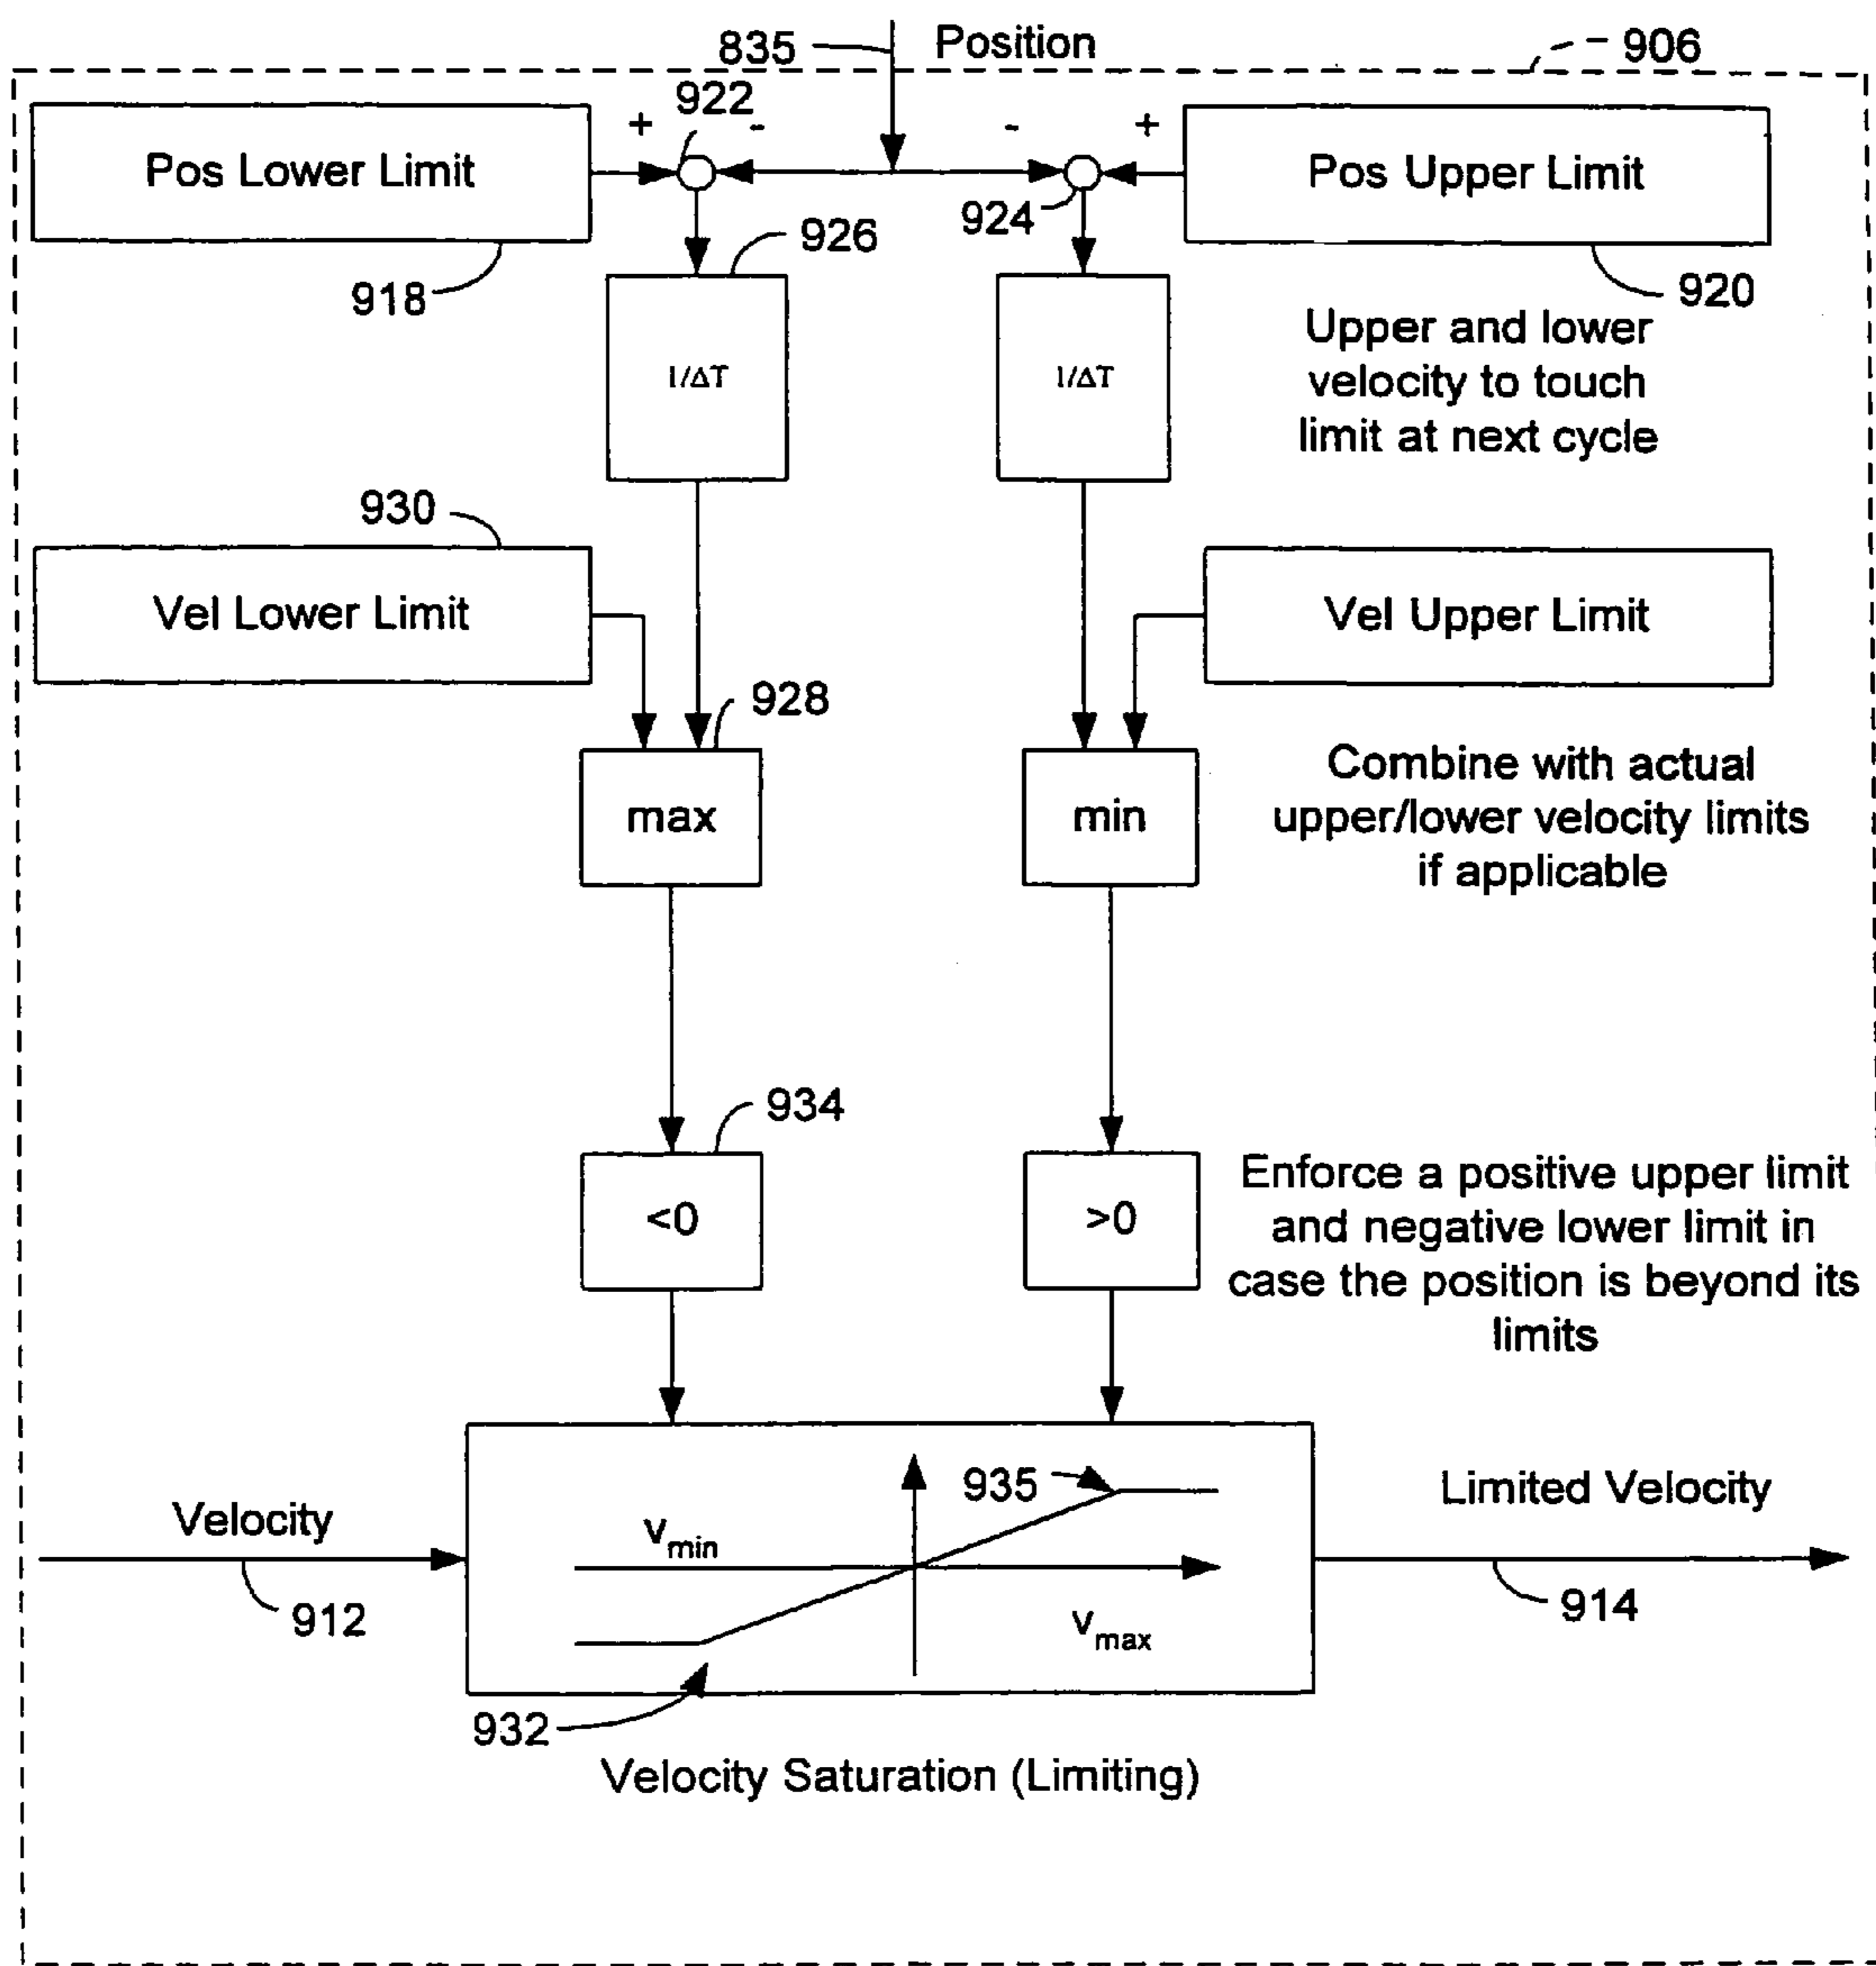 835
Position
906
922
+
-
-
+
Pos Lower Limit
Pos Upper Limit
924
926
918
920
1/ΔT
1/ΔT
Upper and lower
velocity to touch
limit at next cycle
930
Vel Lower Limit
Vel Upper Limit
928
max
min
Combine with actual
upper/lower velocity limits
if applicable
934
<0
>0
Enforce a positive upper limit
and negative lower limit in
case the position is beyond its
limits
935
Limited Velocity
Velocity
vmin
912
vmax
914
932
Velocity Saturation (Limiting)